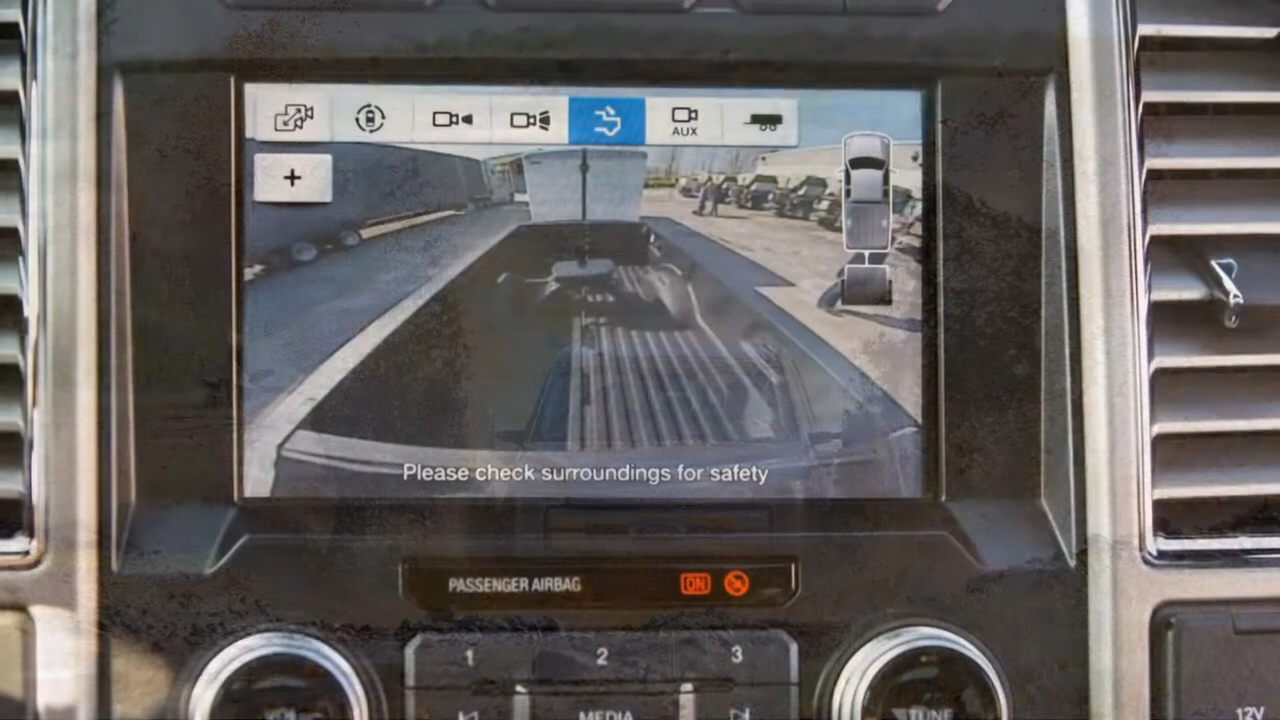 AUX
+
Please check surroundings for safety
PASSENGER AIRBAG ON
1 2 3
MEDIA
TUNE
12V